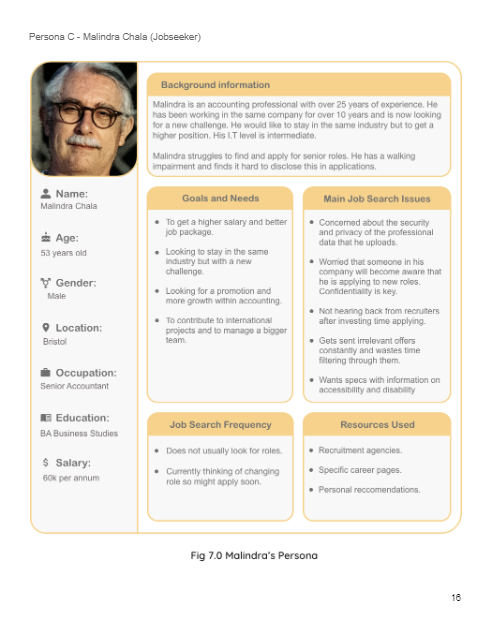 Persona C - Malindra Chala (Jobseeker)
Background information
Malindra is an accounting professional with over 25 years of experience. He
has been working in the same company for over 10 years and is now looking
for a new challenge. He would like to stay in the same industry but to get a
higher position. His I.T level is intermediate.
Malindra struggles to find and apply for senior roles. He has a walking
impairment and finds it hard to disclose this in applications.
Name:
Malindra Chala
Age:
53 years old
Gender:
Male
Location:
Bristol
Occupation:
Senior Accountant
Education:
BA Business Studies
Salary:
60k per annum
Goals and Needs
To get a higher salary and better
job package.
Looking to stay in the same
industry but with a new
challenge.
Looking for a promotion and
more growth within accounting.
To contribute to international
projects and to manage a bigger
team.
Main Job Search Issues
Concerned about the security
and privacy of the professional
data that he uploads.
Worried that someone in his
company will become aware that
he is applying to new roles.
Confidentiality is key.
Not hearing back from recruiters
after investing time applying.
Gets sent irrelevant offers
constantly and wastes time
filtering through them.
Wants specs with information on
accessibility and disability
Job Search Frequency
Does not usually look for roles.
Currently thinking of changing
role so might apply soon.
Resources Used
Recruitment agencies.
Specific career pages.
Personal reccomendations.
Fig 7.0 Malindra's Persona
16